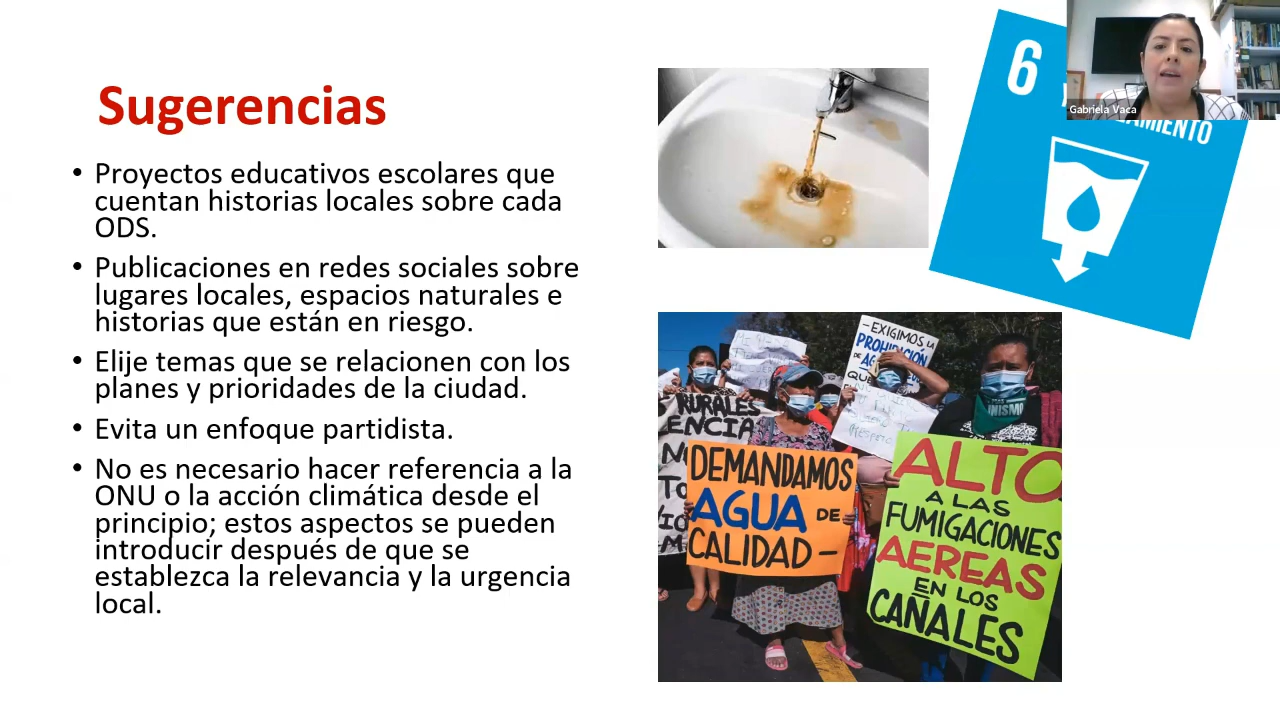 Sugerencias
• Proyectos educativos escolares que
cuentan historias locales sobre cada
ODS.
• Publicaciones en redes sociales sobre
lugares locales, espacios naturales e
historias que están en riesgo.
• Elije temas que se relacionen con los
planes y prioridades de la ciudad.
• Evita un enfoque partidista.
• No es necesario hacer referencia a la
ONU o la acción climática desde el
principio; estos aspectos se pueden
introducir después de que se
establezca la relevancia y la urgencia
local.
6
Gabriela Vaca
-EXIGIMOS LA
PROHIBICIÓN
RURALES
DEMANDAMOS
AGUA DE
CALIDAD-
ALTO
A LAS
FUMIGACIONES
AEREAS
EN LOS
CAÑALES